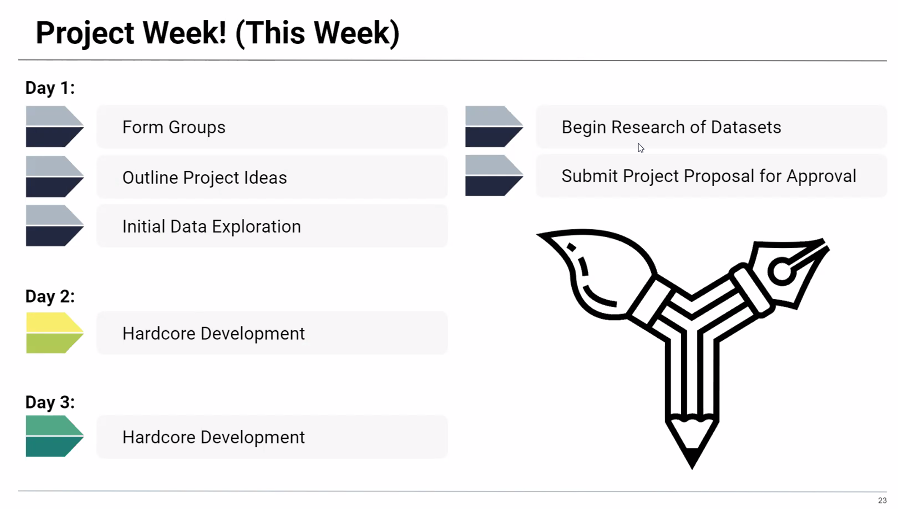 Project Week! (This Week)
Day 1:
Form Groups
Outline Project Ideas
Initial Data Exploration
Begin Research of Datasets
Submit Project Proposal for Approval
Day 2:
Hardcore Development
Day 3:
Hardcore Development
23